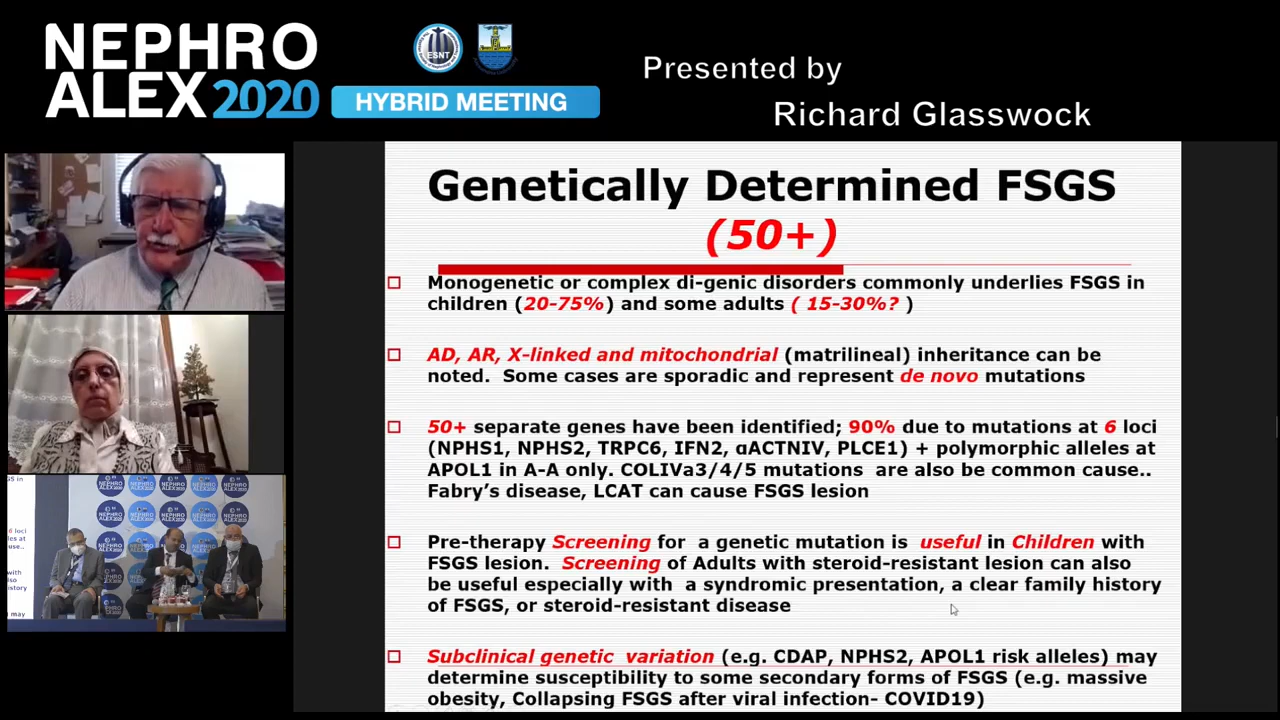 NEPHRO
ALEX 2020
HYBRID MEETING
ESNT
Presented by
Richard Glasswock
Genetically Determined FSGS
(50+)
Monogenetic or complex di-genic disorders commonly underlies FSGS in
children (20-75%) and some adults ( 15-30%? )
AD, AR, X-linked and mitochondrial (matrilineal) inheritance can be
noted. Some cases are sporadic and represent de novo mutations
50+ separate genes have been identified; 90% due to mutations at 6 loci
(NPHS1, NPHS2, TRPC6, IFN2, αACTNIV, PLCE1) + polymorphic alleles at
APOL1 in A-A only. COLIVa3/4/5 mutations are also be common cause..
Fabry's disease, LCAT can cause FSGS lesion
Pre-therapy Screening for a genetic mutation is useful in Children with
FSGS lesion. Screening of Adults with steroid-resistant lesion can also
be useful especially with a syndromic presentation, a clear family history
of FSGS, or steroid-resistant disease
Subclinical genetic variation (e.g. CDAP, NPHS2, APOL1 risk alleles) may
determine susceptibility to some secondary forms of FSGS (e.g. massive
obesity, Collapsing FSGS after viral infection- COVID19)